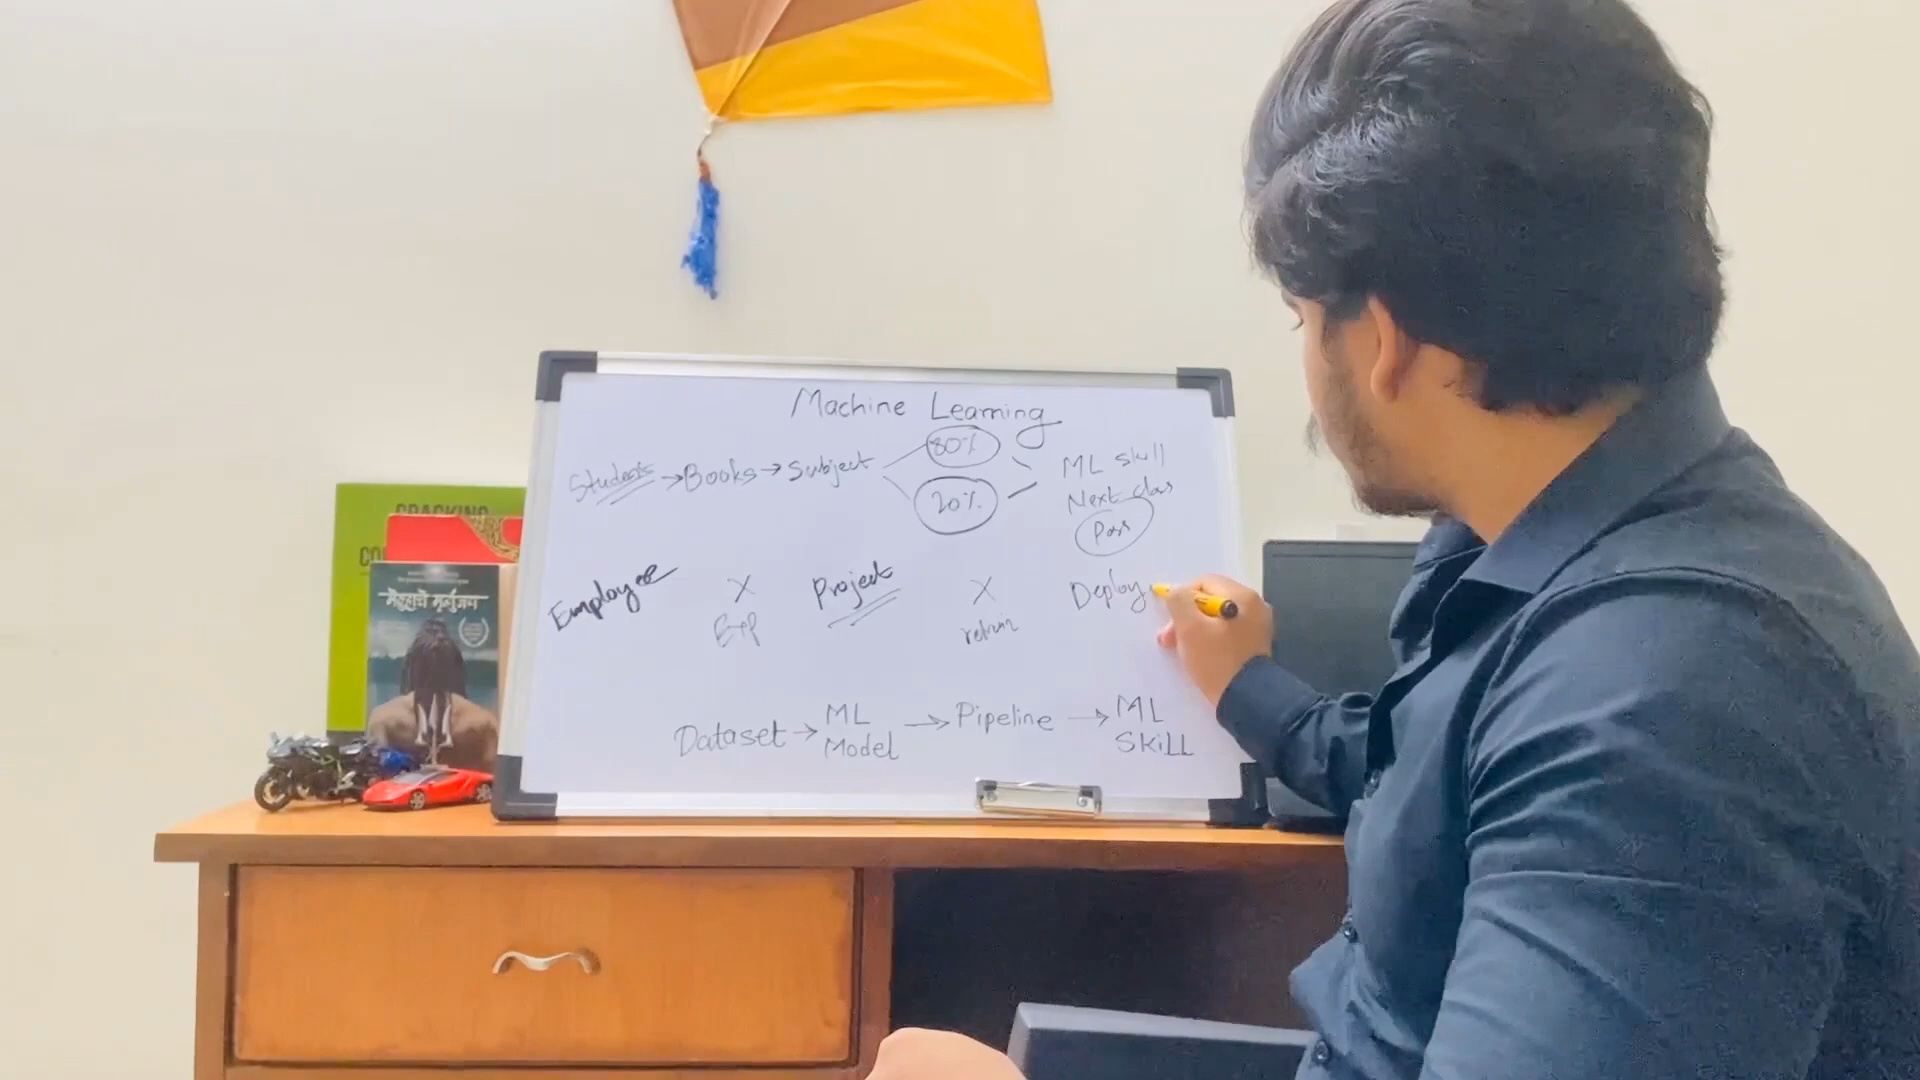 Machine Learning
Students → Books → Subject
80%
20%
ML skill
Next class
Pass
Employee X Project X Deploy
Exp retrain
Dataset → ML Model → Pipeline → ML SKiLL
CRACKING